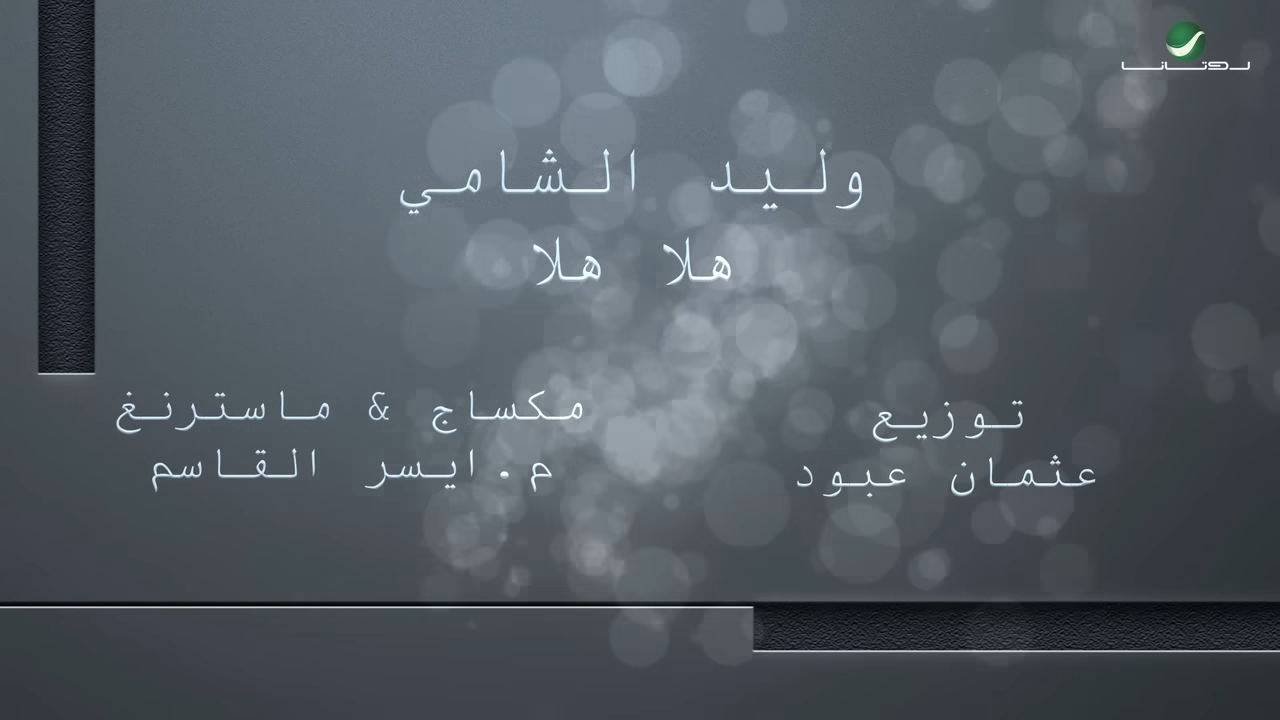 روتانا
وليد الشامي
هلا هلا
توزيع
عثمان عبود
مكساج & ماسترنغ
م.ايسر القاسم